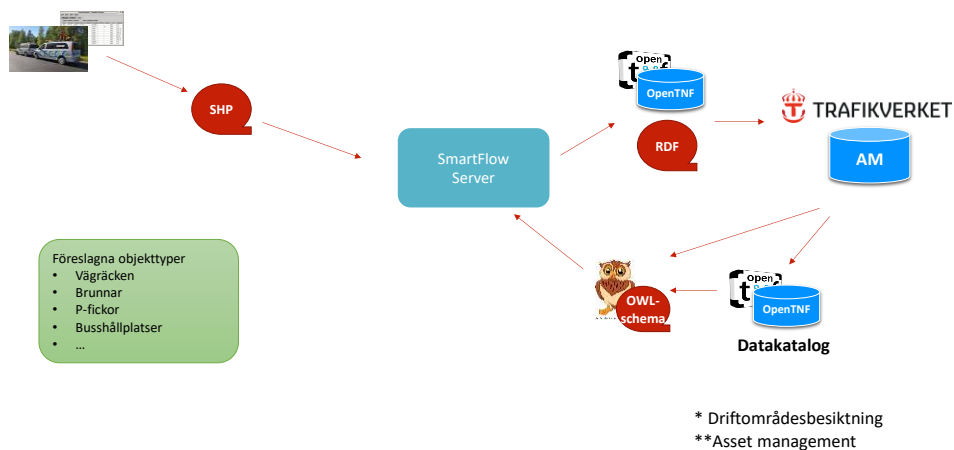 SHP
SmartFlow
Server
open
OpenTNF
RDF
TRAFIKVERKET
AM
Föreslagna objekttyper
• Vägräcken
• Brunnar
• P-fickor
• Busshållplatser
• ...
OWL-
schema
open
OpenTNF
Datakatalog
* Driftområdesbesiktning
**Asset management